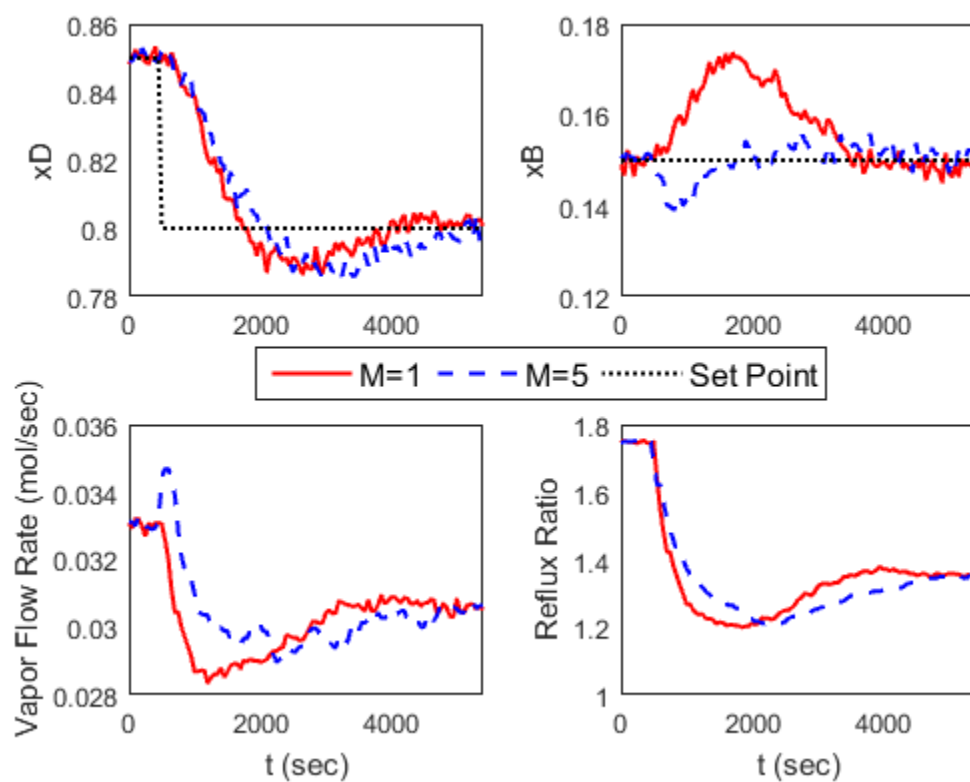 0.86
0.84
0.82
0.8
0.78
xD
0 2000 4000
0.18
0.16
0.14
0.12
xB
0 2000 4000
M=1 M=5 Set Point
0.036
0.034
0.032
0.03
0.028
Vapor Flow Rate (mol/sec)
0 2000 4000
t (sec)
1.8
1.6
1.4
1.2
1
Reflux Ratio
0 2000 4000
t (sec)